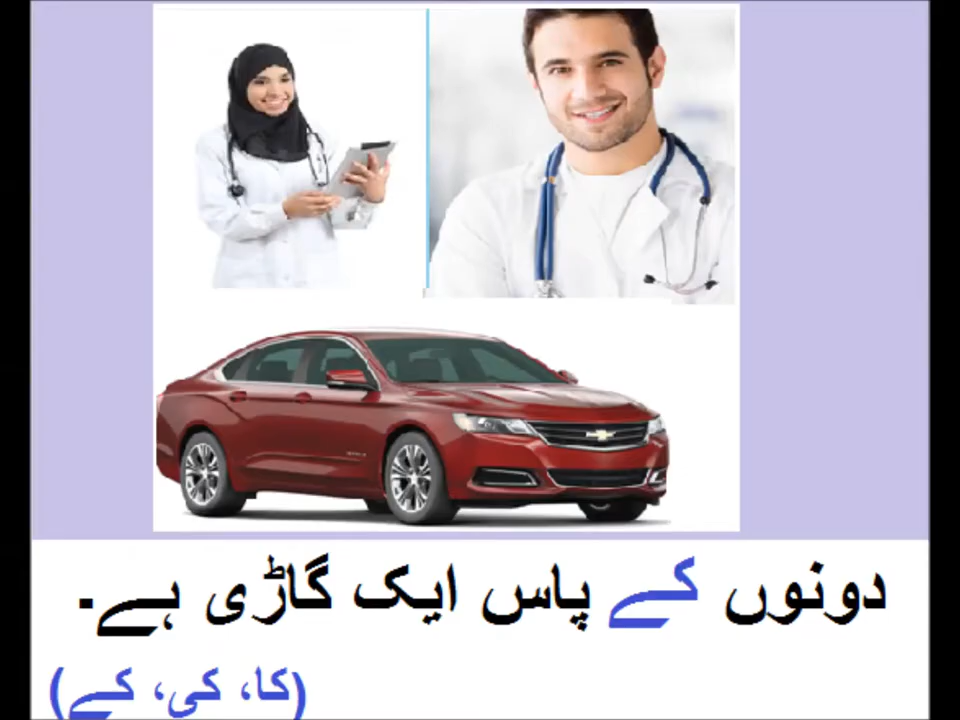 دونوں کے پاس ایک گاڑی ہے۔
(کا، کی، کے)